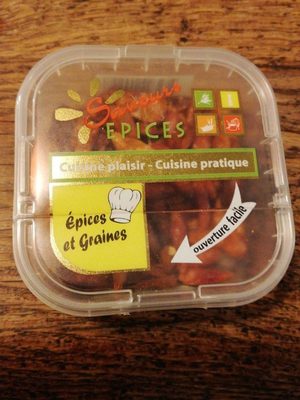 Saveurs
EPICES
Cuisine plaisir - Cuisine pratique
Épices
et Graines
ouverture facile